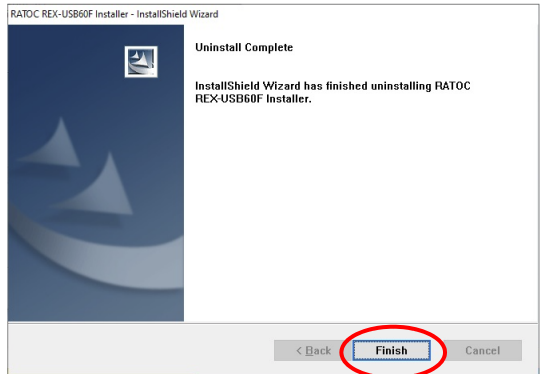 RATOC REX-USB60F Installer - InstallShield Wizard
Uninstall Complete
InstallShield Wizard has finished uninstalling RATOC
REX-USB60F Installer.
< Back Finish Cancel